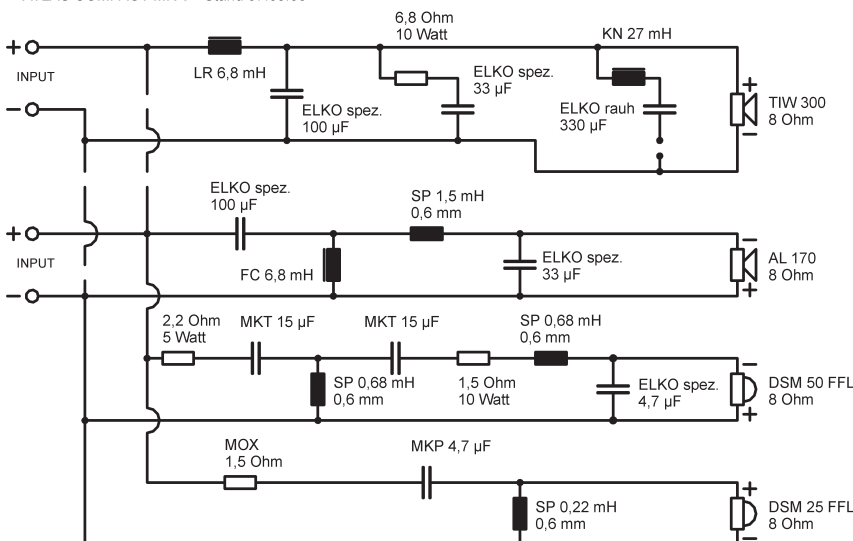 6,8 Ohm
10 Watt
KN 27 mH
+
INPUT
LR 6,8 mH
ELKO spez.
100 µF
ELKO spez.
33 µF
ELKO rauh
330 µF
+
TIW 300
8 Ohm
–
–
ELKO spez.
100 µF
SP 1,5 mH
0,6 mm
+
INPUT
FC 6,8 mH
ELKO spez.
33 µF
–
AL 170
8 Ohm
+
–
2,2 Ohm
5 Watt
MKT 15 µF
MKT 15 µF
SP 0,68 mH
0,6 mm
SP 0,68 mH
0,6 mm
1,5 Ohm
10 Watt
ELKO spez.
4,7 µF
–
DSM 50 FFL
8 Ohm
+
MOX
1,5 Ohm
MKP 4,7 µF
SP 0,22 mH
0,6 mm
+
DSM 25 FFL
8 Ohm
–